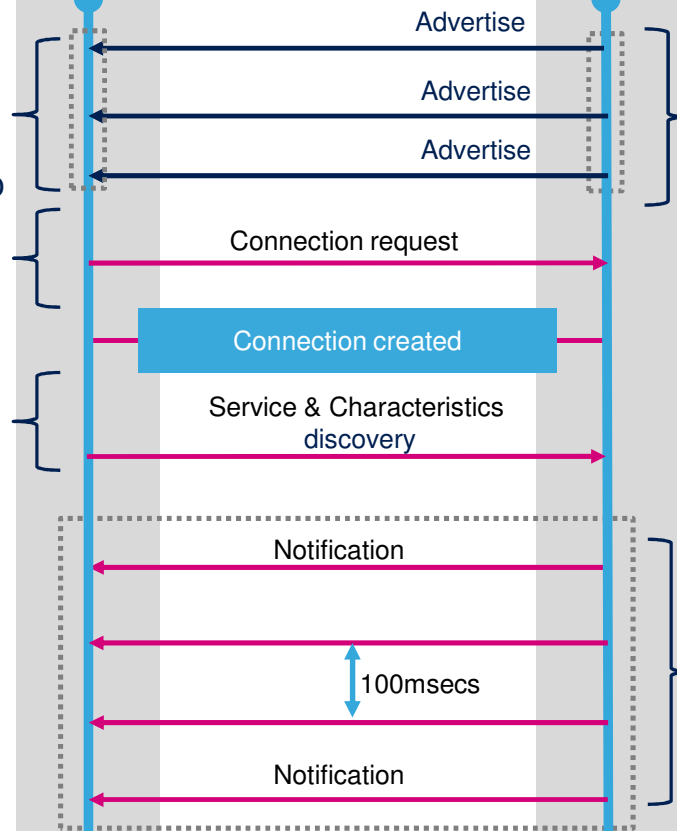 Advertise
Advertise
Advertise
Connection request
Connection created
Service & Characteristics
discovery
Notification
100msecs
Notification